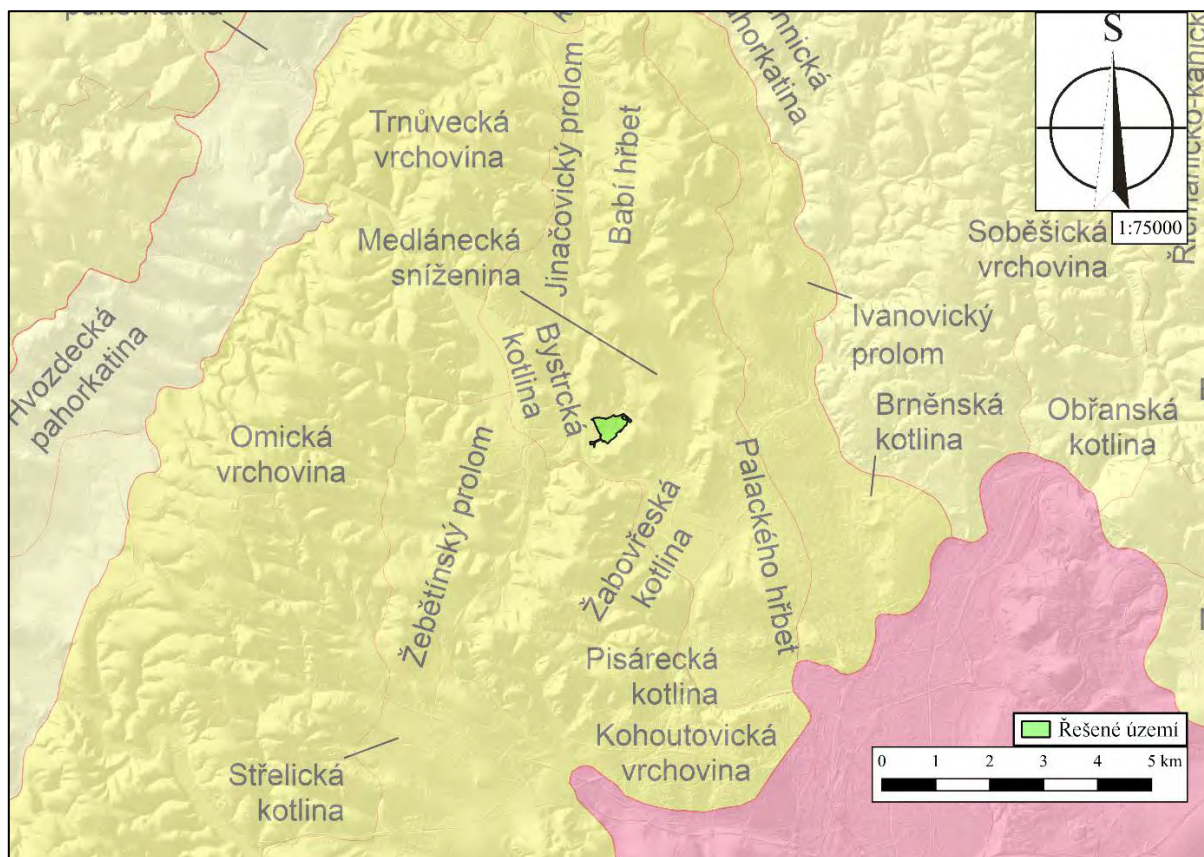 pahorkatina
S
1:75000
Trnůvecká
vrchovina
Jinačovický prolom
Babí hřbet
Medlánecká
sníženina
Soběšická
vrchovina
Ivanovický
prolom
Hvozdecká
pahorkatina
Bystrcká
kotlina
Brněnská
kotlina
Obřanská
kotlina
Omická
vrchovina
Žebětínský prolom
Palackého hřbet
Žabovřeská
kotlina
Pisárecká
kotlina
Kohoutovická
vrchovina
Střelická
kotlina
Řešené území
0 1 2 3 4 5 km